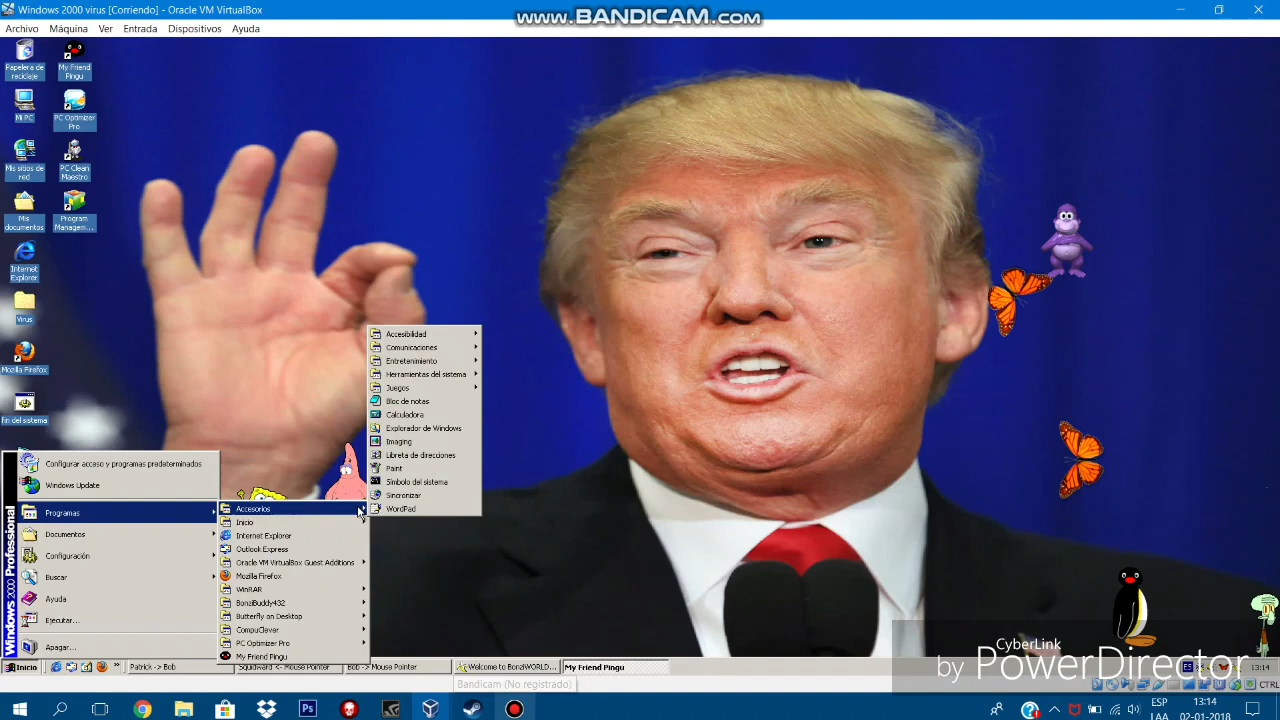 Windows 2000 virus [Corriendo] - Oracle VM VirtualBox
www.BANDICAM.com
Archivo Máquina Ver Entrada Dispositivos Ayuda
Papelera de reciclaje
My Friend Pingu
Mi PC
PC Optimizer Pro
Mis sitios de red
PC Clean Maestro
Mis documentos
Program Managem...
Internet Explorer
Virus
Mozilla Firefox
Fin del sistema
Accesibilidad
Comunicaciones
Entretenimiento
Herramientas del sistema
Juegos
Bloc de notas
Calculadora
Explorador de Windows
Imaging
Libreta de direcciones
Paint
Símbolo del sistema
Sincronizar
WordPad
Configurar acceso y programas predeterminados
Windows Update
Programas
Documentos
Configuración
Buscar
Ayuda
Ejecutar...
Apagar...
Windows 2000 Professional
Accesorios
Inicio
Internet Explorer
Outlook Express
Oracle VM VirtualBox Guest Additions
Mozilla Firefox
WinRAR
BonziBuddy432
Butterfly on Desktop
CompuClever
PC Optimizer Pro
My Friend Pingu
CyberLink
by PowerDirector
Inicio
Patrick -> Bob
Squidward <- Mouse Pointer
Bob <- Mouse Pointer
Welcome to BonziWORLD...
My Friend Pingu
ES
13:14
Bandicam (No registrado)
CTRL
ESP
LAA
13:14
02-01-2018